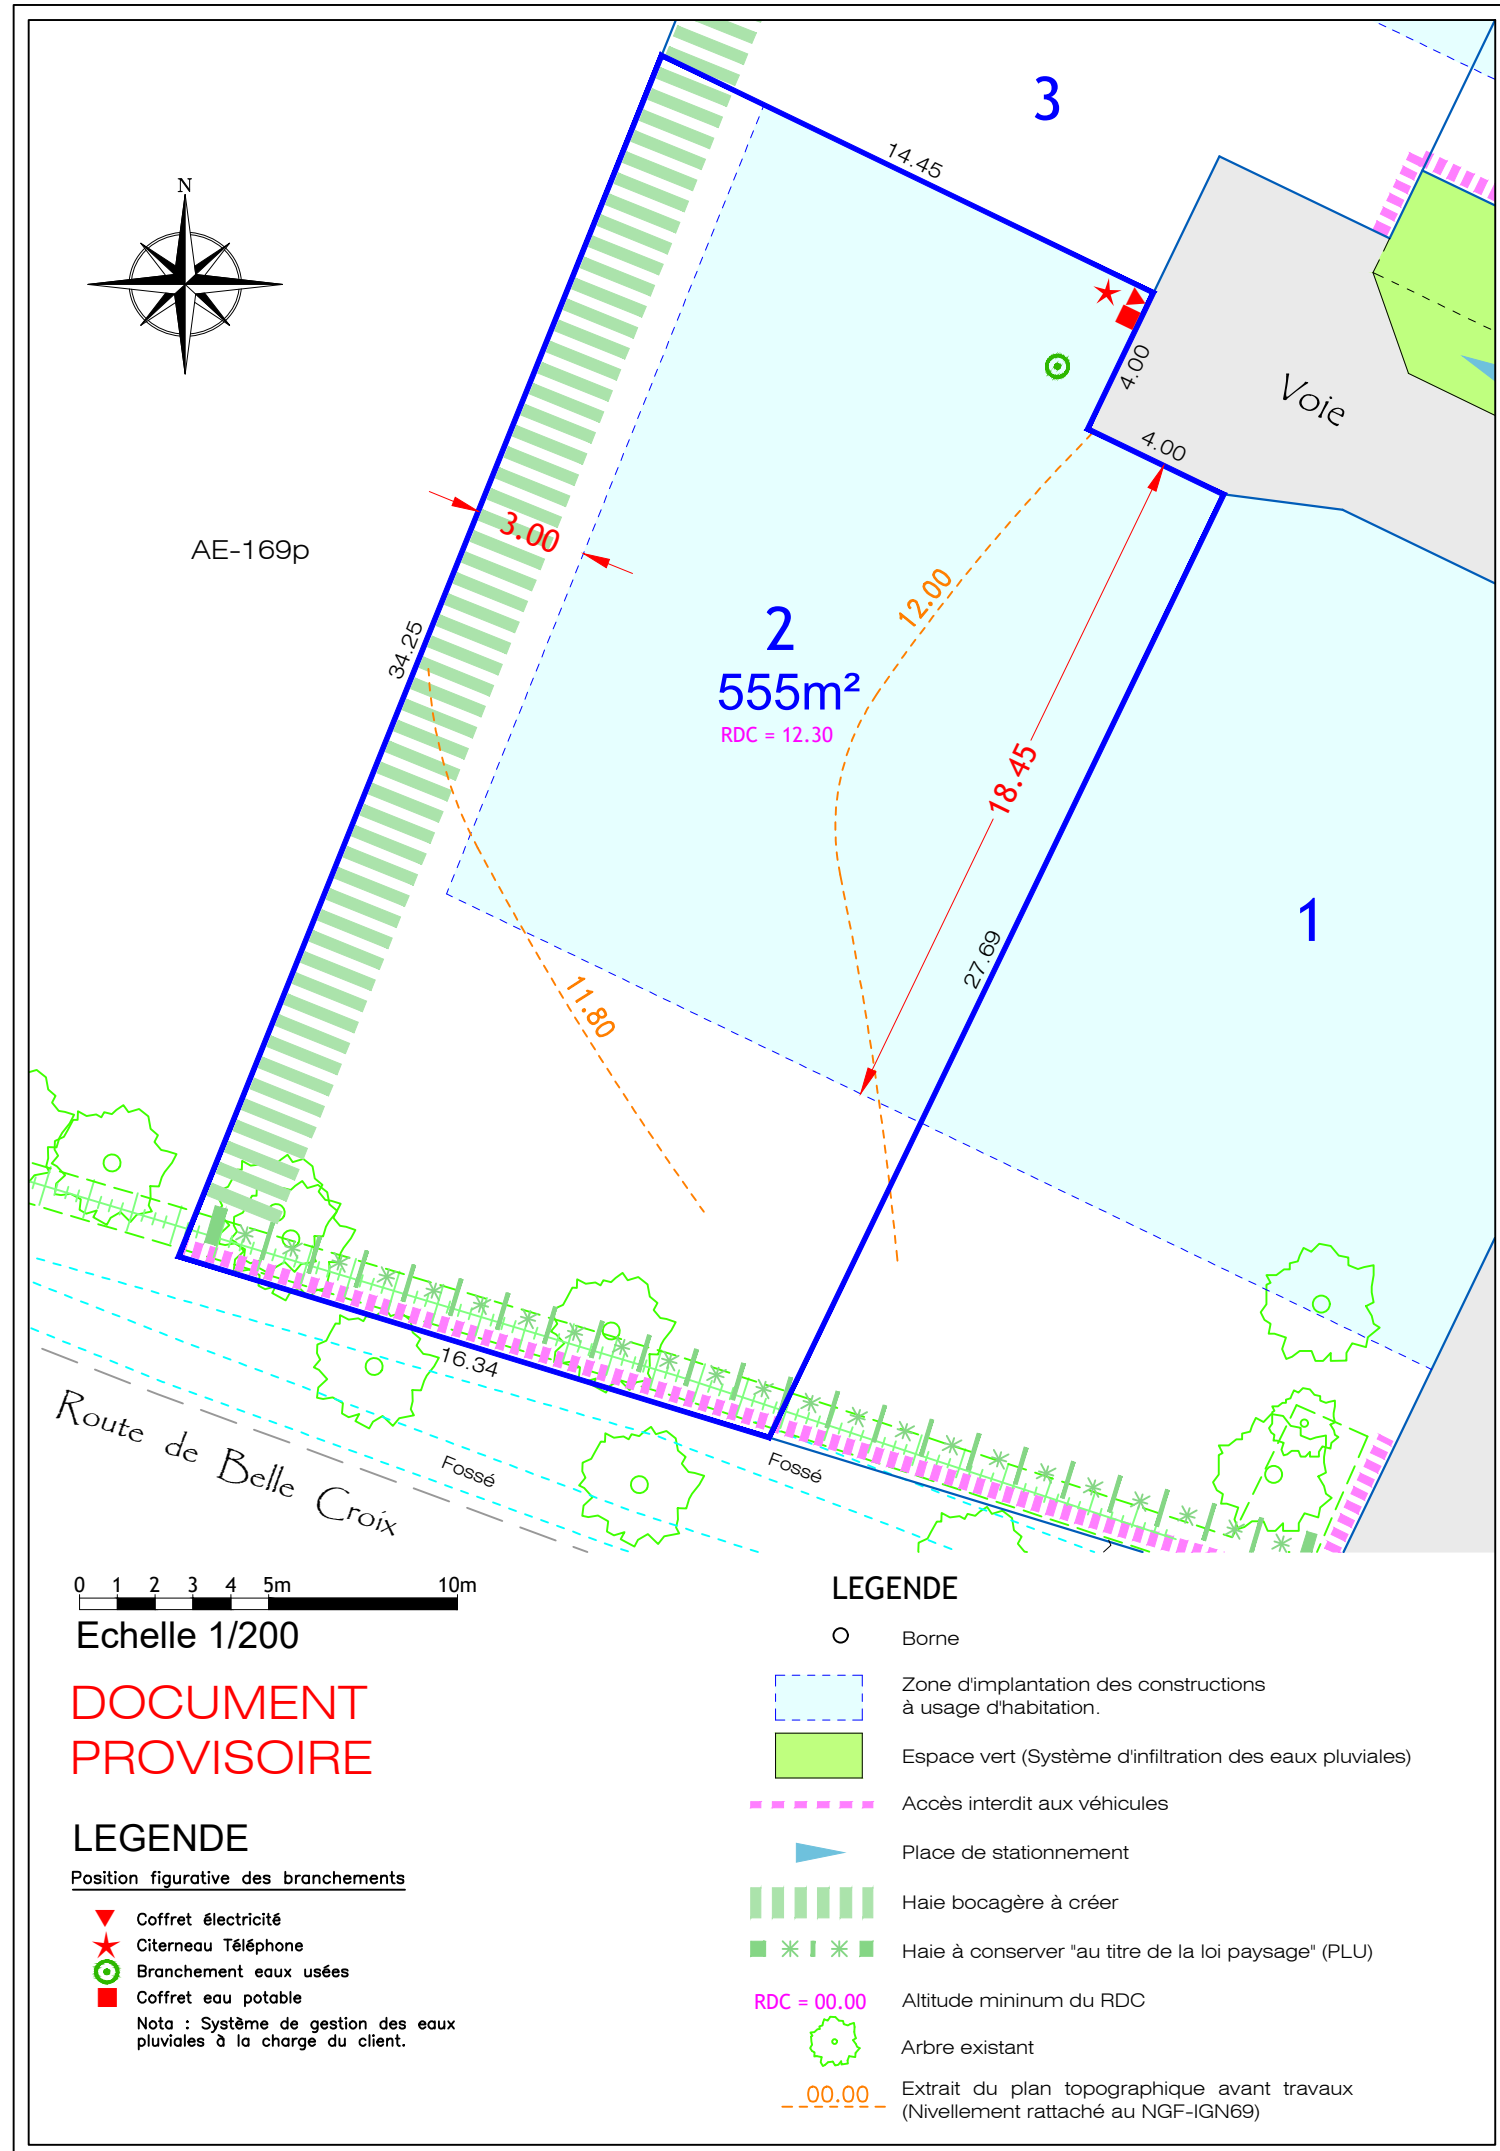 3
14.45
N
4.00
Voie
4.00
3.00
AE-169p
12.00
2
555m²
RDC = 12.30
34.25
18.45
1
27.69
11.80
16.34
Route de Belle Croix
Fossé
Fossé
0 1 2 3 4 5m 10m
Echelle 1/200
DOCUMENT
PROVISOIRE
LEGENDE
Position figurative des branchements
Coffret électricité
Citerneau Téléphone
Branchement eaux usées
Coffret eau potable
Nota : Système de gestion des eaux
pluviales à la charge du client.
LEGENDE
Borne
Zone d'implantation des constructions
à usage d'habitation.
Espace vert (Système d'infiltration des eaux pluviales)
Accès interdit aux véhicules
Place de stationnement
Haie bocagère à créer
Haie à conserver "au titre de la loi paysage" (PLU)
RDC = 00.00 Altitude mininum du RDC
Arbre existant
00.00 Extrait du plan topographique avant travaux
(Nivellement rattaché au NGF-IGN69)